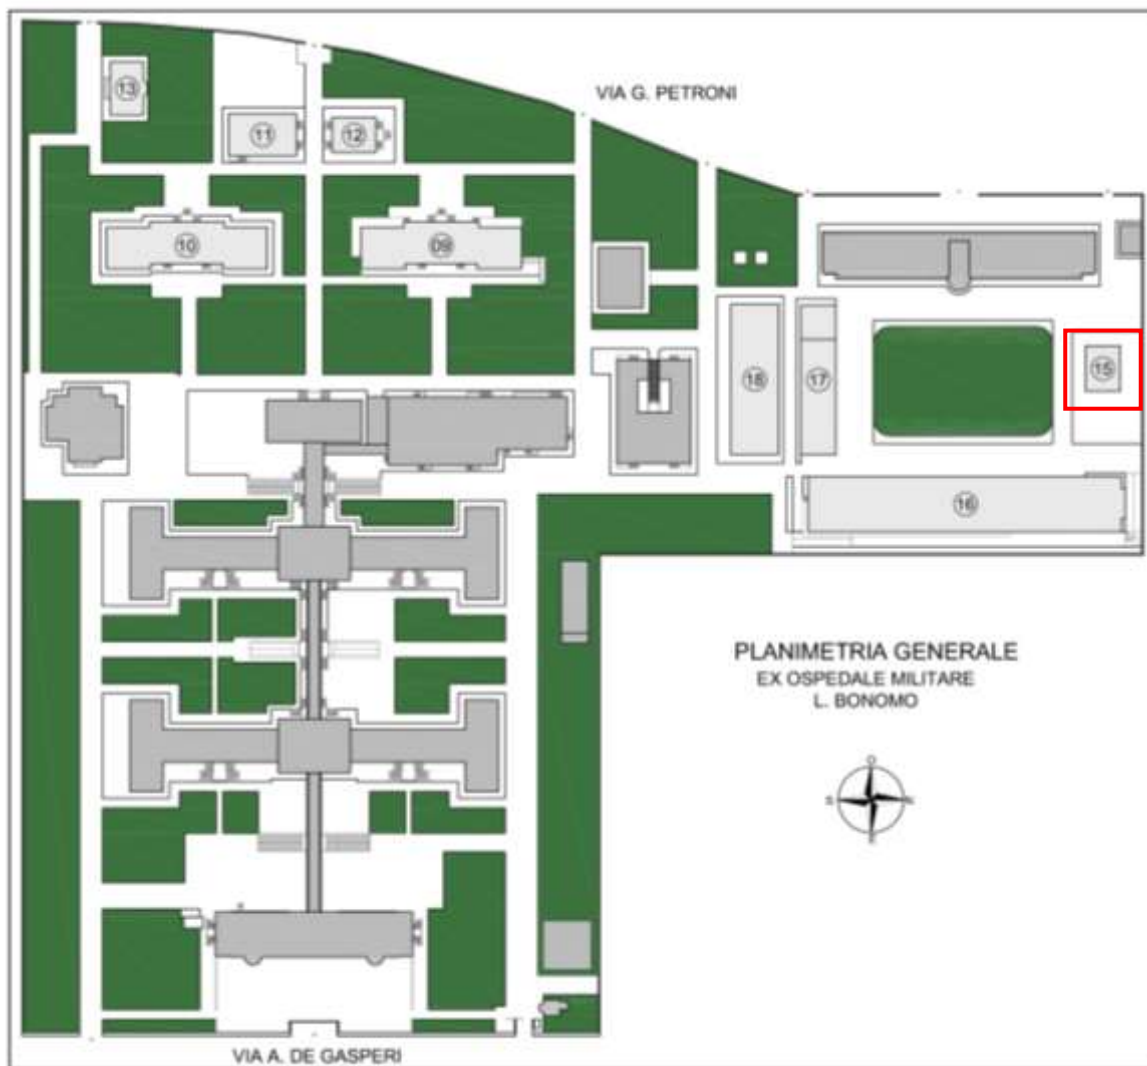 VIA G. PETRONI
13
11
12
10
09
18
17
15
16
PLANIMETRIA GENERALE
EX OSPEDALE MILITARE
L. BONOMO
O
S
N
E
VIA A. DE GASPERI